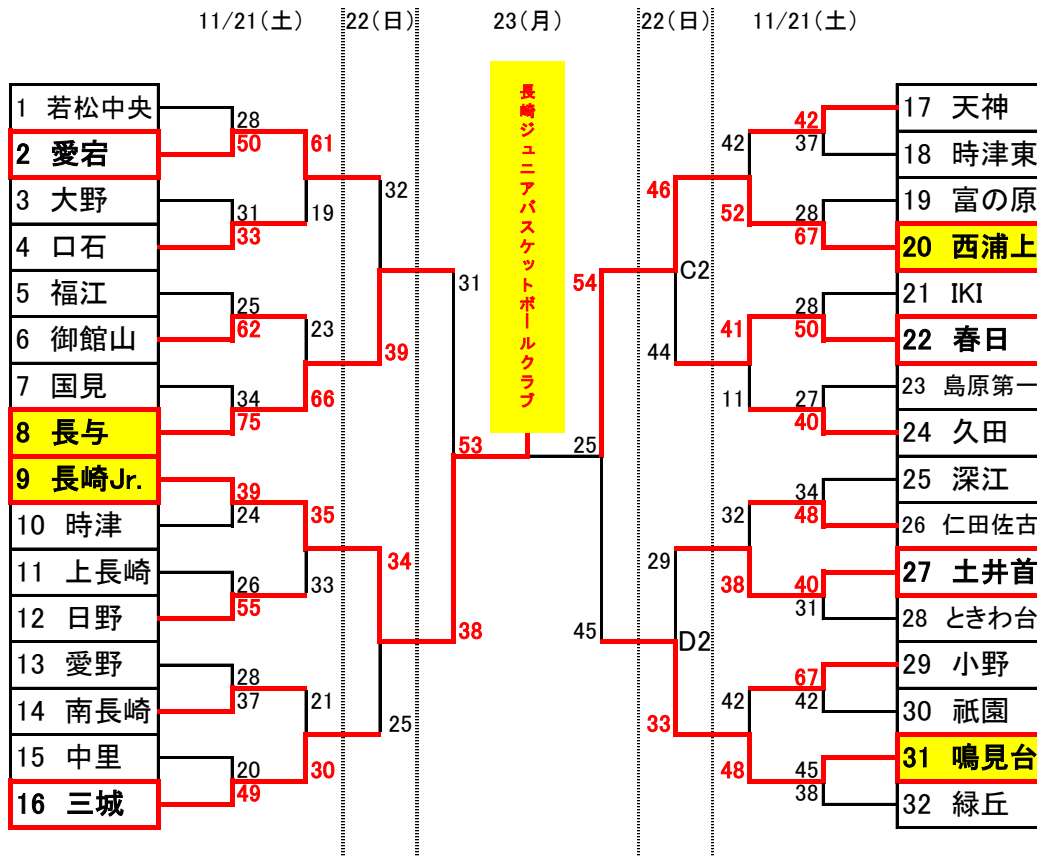 11/21(土)
22(日)
23(月)
22(日)
11/21(土)
長崎ジュニアバスケットボールクラブ
1 若松中央
2 愛宕
3 大野
4 口石
5 福江
6 御館山
7 国見
8 長与
9 長崎Jr.
10 時津
11 上長崎
12 日野
13 愛野
14 南長崎
15 中里
16 三城
28
50
31
33
25
62
34
75
39
24
26
55
28
37
20
49
61
19
23
66
35
33
21
30
32
39
34
25
31
38
53
25
54
45
46
C2
44
29
D2
33
42
52
41
11
32
38
42
48
42
37
28
67
28
50
27
40
34
48
40
31
67
42
45
38
17 天神
18 時津東
19 富の原
20 西浦上
21 IKI
22 春日
23 島原第一
24 久田
25 深江
26 仁田佐古
27 土井首
28 ときわ台
29 小野
30 祇園
31 鳴見台
32 緑丘